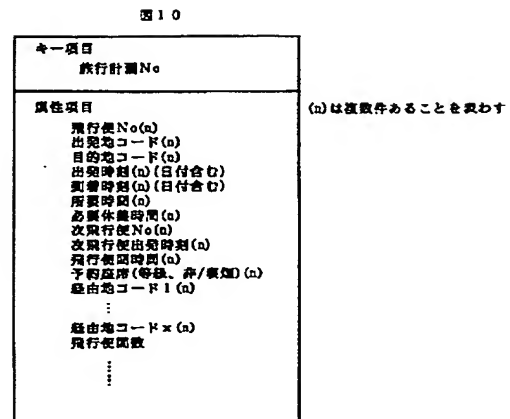 図10
キー項目
旅行計画No
属性項目
(n)は複数件あることを表わす
飛行便No(n)
出発地コード(n)
目的地コード(n)
出発時刻(n)(日付含む)
到着時刻(n)(日付含む)
所要時間(n)
必要休養時間(n)
次飛行便No(n)
次飛行便出発時刻(n)
飛行便間時間(n)
予約座席(等級、非/喫煙)(n)
経由地コード1(n)
⋮
経由地コードx(n)
飛行便回数
⋮